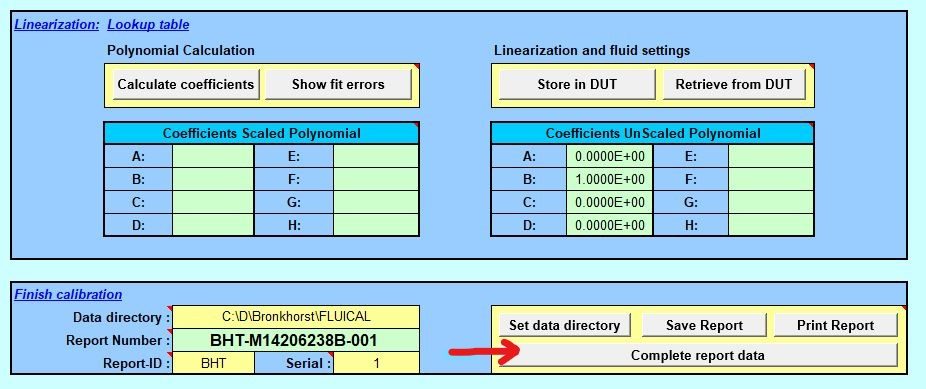 Linearization: Lookup table
Polynomial Calculation
Linearization and fluid settings
Calculate coefficients Show fit errors
Store in DUT Retrieve from DUT
Coefficients Scaled Polynomial
A: E:
B: F:
C: G:
D: H:
Coefficients UnScaled Polynomial
A: 0.0000E+00 E:
B: 1.0000E+00 F:
C: 0.0000E+00 G:
D: 0.0000E+00 H:
Finish calibration
Data directory : C:\D\Bronkhorst\FLUICAL
Report Number : BHT-M14206238B-001
Report-ID : BHT Serial : 1
Set data directory Save Report Print Report
Complete report data